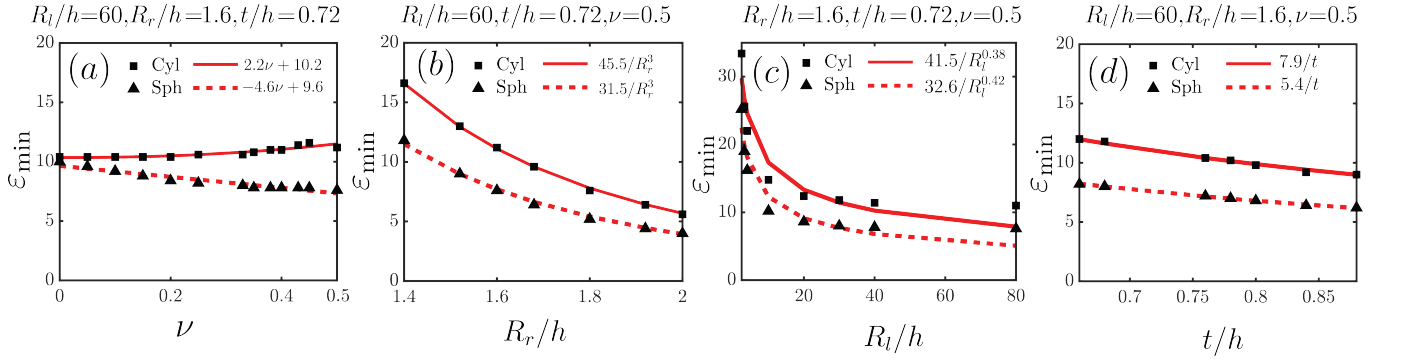 R_l/h=60,R_r/h=1.6,t/h=0.72
20
15
10
5
0
ε_min
(a)
Cyl 2.2ν + 10.2
Sph −4.6ν + 9.6
0 0.2 0.4 0.5
ν
R_l/h=60,t/h=0.72,ν=0.5
20
15
10
5
0
ε_min
(b)
Cyl 45.5/R_r^3
Sph 31.5/R_r^3
1.4 1.6 1.8 2
R_r/h
R_r/h=1.6,t/h=0.72,ν=0.5
30
20
10
0
ε_min
(c)
Cyl 41.5/R_l^0.38
Sph 32.6/R_l^0.42
20 40 60 80
R_l/h
R_l/h=60,R_r/h=1.6,ν=0.5
20
15
10
5
0
ε_min
(d)
Cyl 7.9/t
Sph 5.4/t
0.7 0.8 0.85
t/h